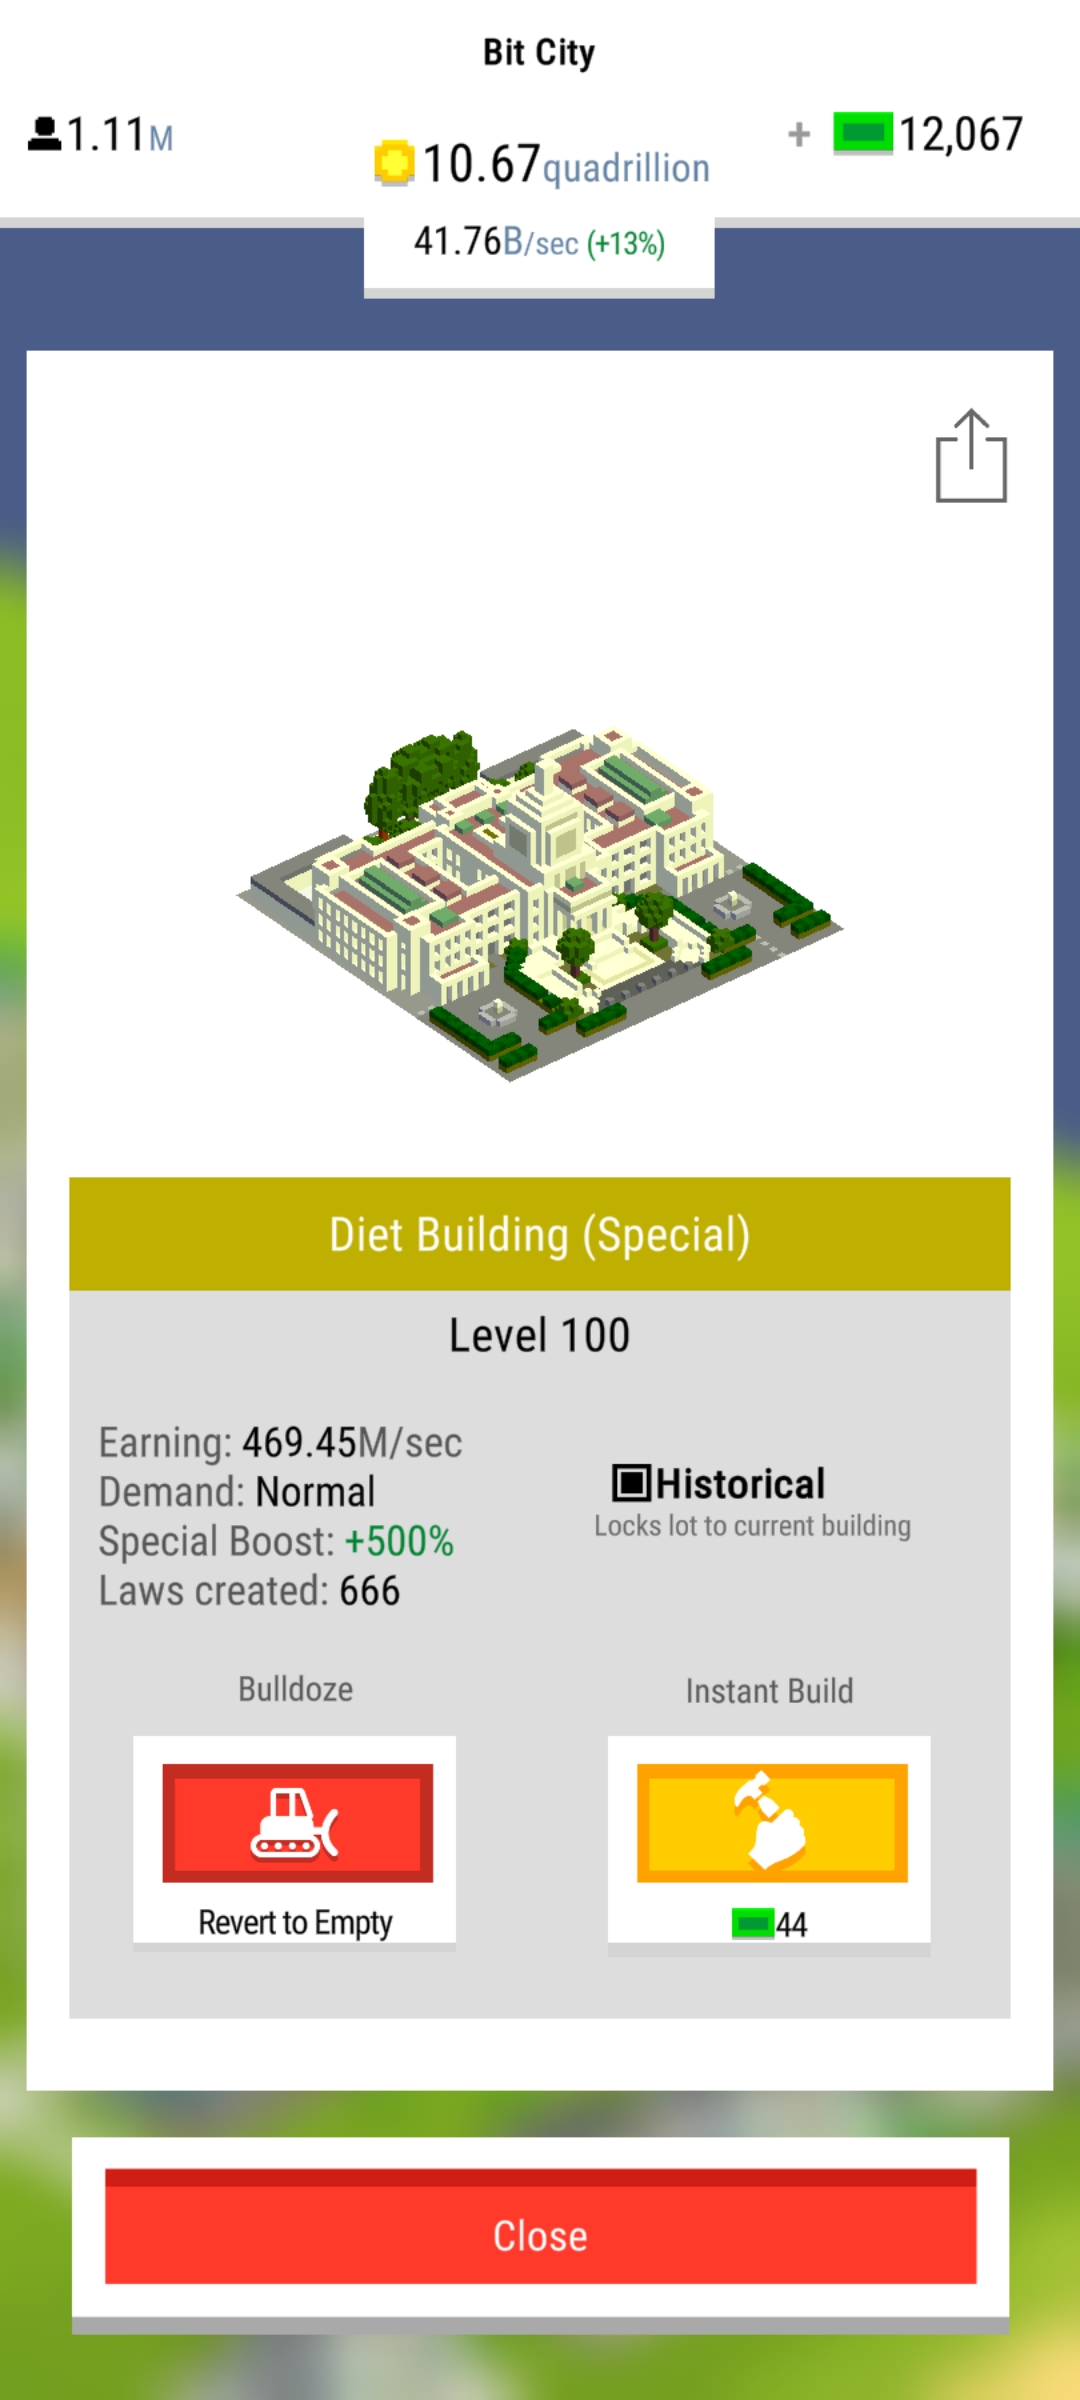 Bit City
1.11M
10.67quadrillion
+ 12,067
41.76B/sec (+13%)
Diet Building (Special)
Level 100
Earning: 469.45M/sec
Demand: Normal
Special Boost: +500%
Laws created: 666
Historical
Locks lot to current building
Bulldoze
Revert to Empty
Instant Build
44
Close